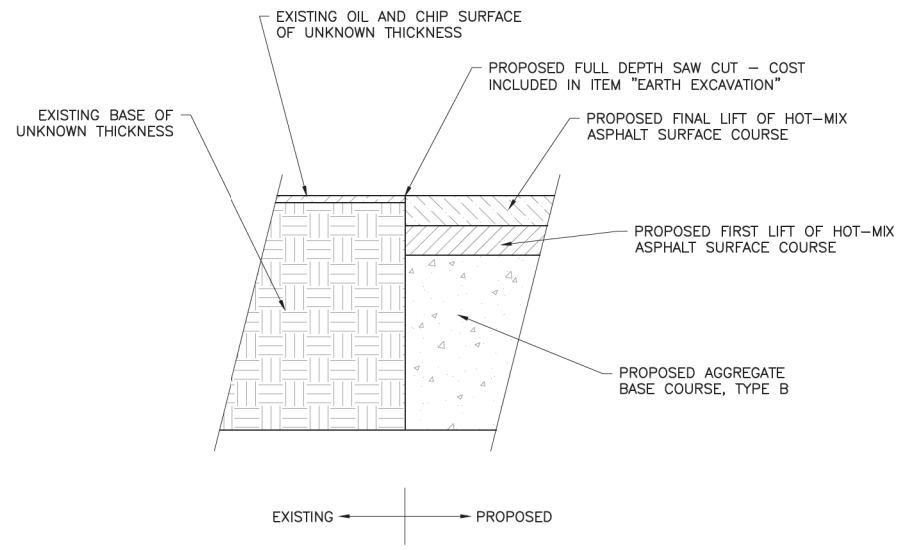 EXISTING OIL AND CHIP SURFACE
OF UNKNOWN THICKNESS
PROPOSED FULL DEPTH SAW CUT – COST
INCLUDED IN ITEM "EARTH EXCAVATION"
EXISTING BASE OF
UNKNOWN THICKNESS
PROPOSED FINAL LIFT OF HOT–MIX
ASPHALT SURFACE COURSE
PROPOSED FIRST LIFT OF HOT–MIX
ASPHALT SURFACE COURSE
PROPOSED AGGREGATE
BASE COURSE, TYPE B
EXISTING
PROPOSED